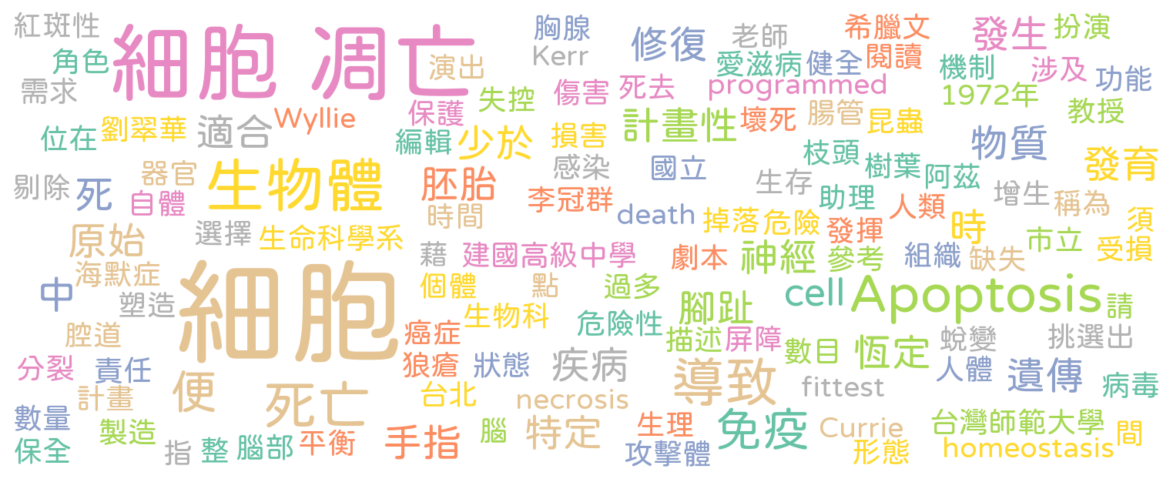 紅斑性 細胞 凋亡 胸腺 修復 老師 希臘文 發生 扮演
角色 演出 Kerr 愛滋病 健全 閱讀 機制 涉及 功能
需求 保護 失控 傷害 死去 programmed 1972年
位在 劉翠華 適合 Wyllie 編輯 少於 損害 計畫性 壞死 腸管 昆蟲 教授
剔除 死 器官 生物體 胚胎 感染 國立 枝頭 樹葉 阿茲 物質 發育
自體 時間 李冠群 death 生存 助理 人類 增生 稱為
原始 選擇 生命科學系 掉落 危險 發揮 時 須
海默症 藉 建國高級中學 劇本 神經 參考 組織 缺失 市立 受損
中 塑造 細胞 個體 點 過多 腳趾 cell Apoptosis 請
腔道 癌症 生物科 危險性 描述 屏障 數目 恆定 蛻變 挑選出
分裂 責任 狼瘡 狀態 疾病 導致 fittest 人體 遺傳 病毒
計畫 便 死亡 台北 necrosis
數量 製造 手指 腦 特定 生理 免疫 Currie 台灣師範大學 間
保全 指 整 腦部 平衡 攻擊體 形態 homeostasis